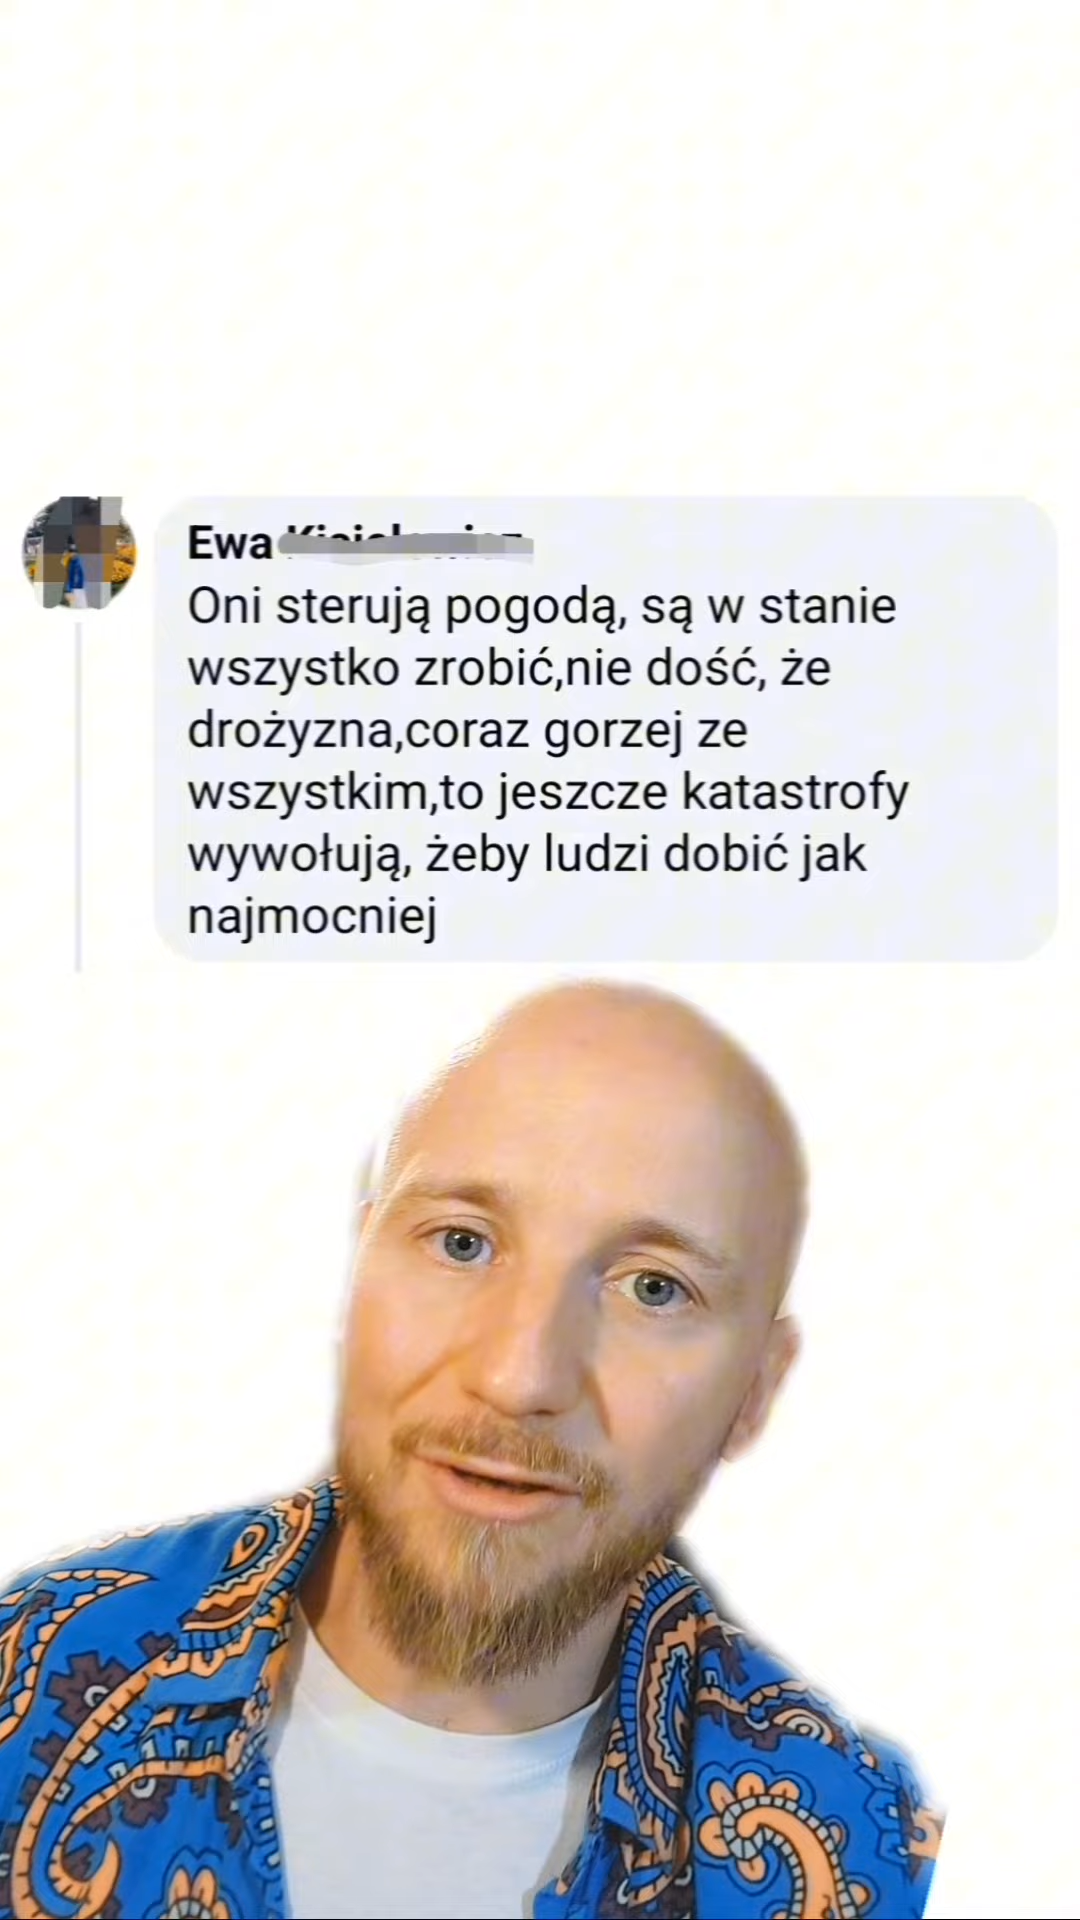 Ewa
Oni sterują pogodą, są w stanie
wszystko zrobić,nie dość, że
drożyzna,coraz gorzej ze
wszystkim,to jeszcze katastrofy
wywołują, żeby ludzi dobić jak
najmocniej